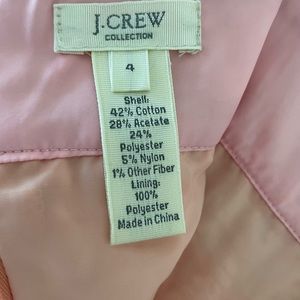 J.CREW
COLLECTION
4
Shell:
42% Cotton
28% Acetate
24%
Polyester
5% Nylon
1% Other Fiber
Lining:
100%
Polyester
Made in China